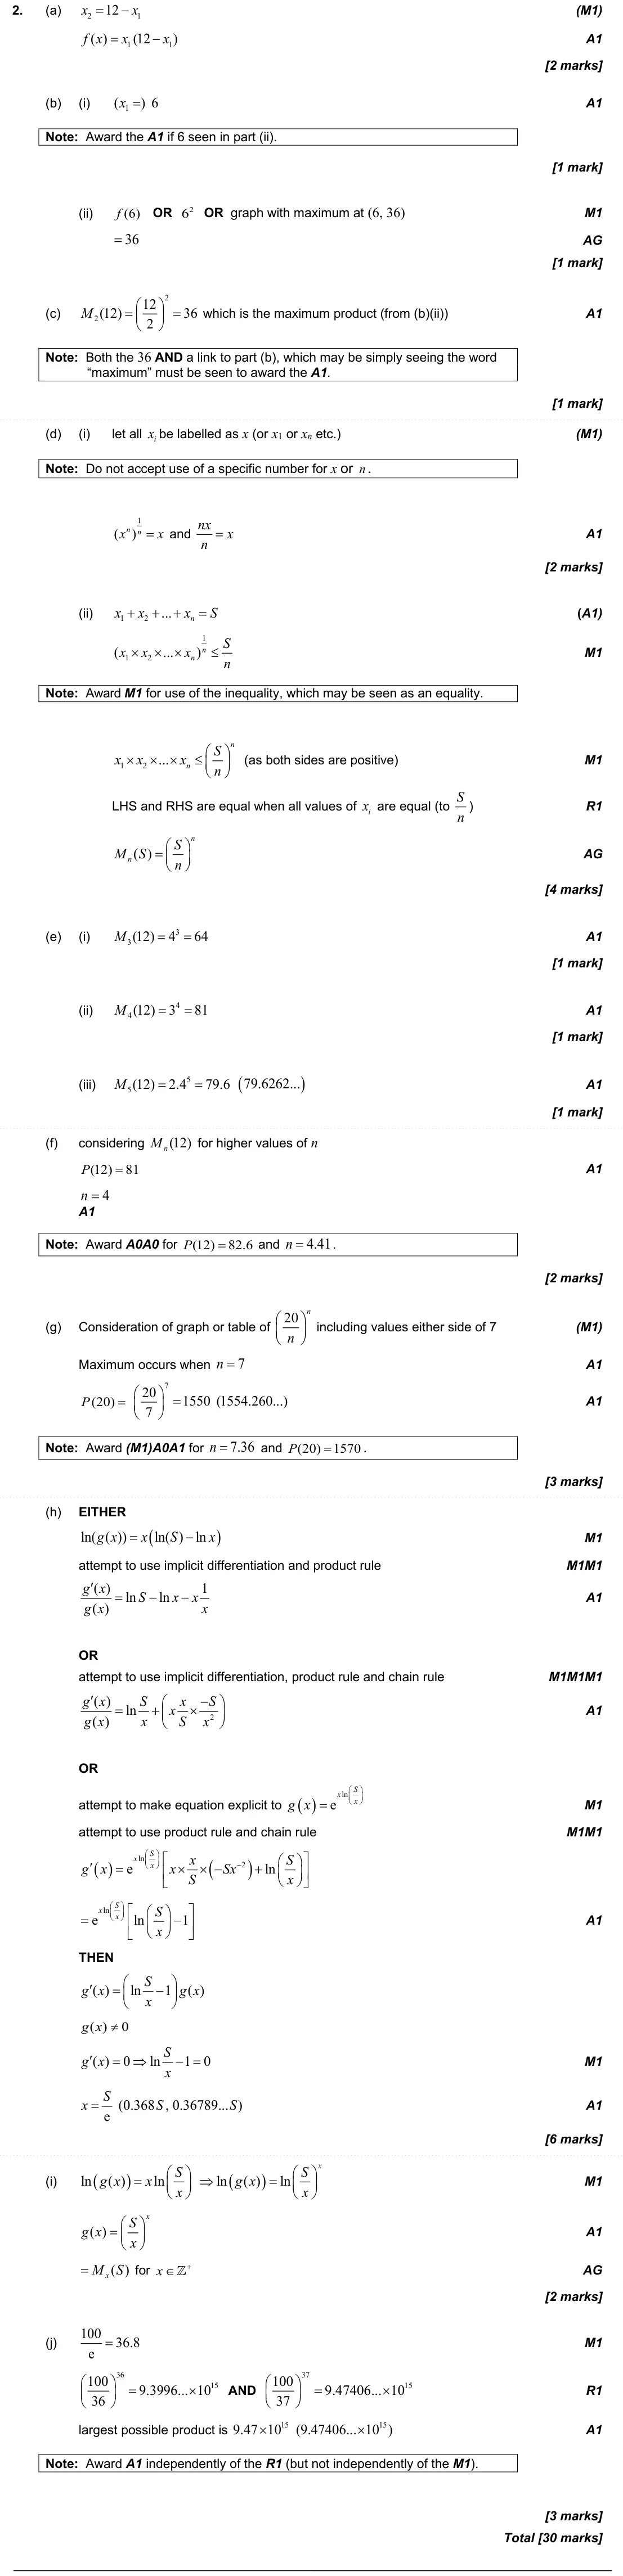 2. (a) x₂ = 12 − x₁ (M1)
f(x) = x₁(12 − x₁) A1
[2 marks]
(b) (i) (x₁ =) 6 A1
Note: Award the A1 if 6 seen in part (ii).
[1 mark]
(ii) f(6) OR 6² OR graph with maximum at (6, 36) M1
= 36 AG
[1 mark]
(c) M₂(12) = (12/2)² = 36 which is the maximum product (from (b)(ii)) A1
Note: Both the 36 AND a link to part (b), which may be simply seeing the word
“maximum” must be seen to award the A1.
[1 mark]
(d) (i) let all xᵢ be labelled as x (or x₁ or xₙ etc.) (M1)
Note: Do not accept use of a specific number for x or n.
(xⁿ)^(1/n) = x and nx/n = x A1
[2 marks]
(ii) x₁ + x₂ + ... + xₙ = S (A1)
(x₁ × x₂ × ... × xₙ)^(1/n) ≤ S/n M1
Note: Award M1 for use of the inequality, which may be seen as an equality.
x₁ × x₂ × ... × xₙ ≤ (S/n)ⁿ (as both sides are positive) M1
LHS and RHS are equal when all values of xᵢ are equal (to S/n) R1
Mₙ(S) = (S/n)ⁿ AG
[4 marks]
(e) (i) M₃(12) = 4³ = 64 A1
[1 mark]
(ii) M₄(12) = 3⁴ = 81 A1
[1 mark]
(iii) M₅(12) = 2.4⁵ = 79.6 (79.6262...) A1
[1 mark]
(f) considering Mₙ(12) for higher values of n
P(12) = 81 A1
n = 4
A1
Note: Award A0A0 for P(12) = 82.6 and n = 4.41.
[2 marks]
(g) Consideration of graph or table of (20/n)ⁿ including values either side of 7 (M1)
Maximum occurs when n = 7 A1
P(20) = (20/7)⁷ = 1550 (1554.260...) A1
Note: Award (M1)A0A1 for n = 7.36 and P(20) = 1570.
[3 marks]
(h) EITHER
ln(g(x)) = x(ln(S) − ln x) M1
attempt to use implicit differentiation and product rule M1M1
g′(x)/g(x) = ln S − ln x − x 1/x A1
OR
attempt to use implicit differentiation, product rule and chain rule M1M1M1
g′(x)/g(x) = ln S/x + (x x/S × −S/x²) A1
OR
attempt to make equation explicit to g(x) = e^(x ln(S/x)) M1
attempt to use product rule and chain rule M1M1
g′(x) = e^(x ln(S/x)) [x × x/S × (−Sx⁻²) + ln(S/x)]
= e^(x ln(S/x)) [ln(S/x) − 1] A1
THEN
g′(x) = (ln S/x − 1)g(x)
g(x) ≠ 0
g′(x) = 0 ⇒ ln S/x − 1 = 0 M1
x = S/e (0.368S, 0.36789...S) A1
[6 marks]
(i) ln(g(x)) = x ln(S/x) ⇒ ln(g(x)) = ln(S/x)ˣ M1
g(x) = (S/x)ˣ A1
= Mₓ(S) for x ∈ ℤ⁺ AG
[2 marks]
(j) 100/e = 36.8 M1
(100/36)³⁶ = 9.3996...×10¹⁵ AND (100/37)³⁷ = 9.47406...×10¹⁵ R1
largest possible product is 9.47×10¹⁵ (9.47406...×10¹⁵) A1
Note: Award A1 independently of the R1 (but not independently of the M1).
[3 marks]
Total [30 marks]